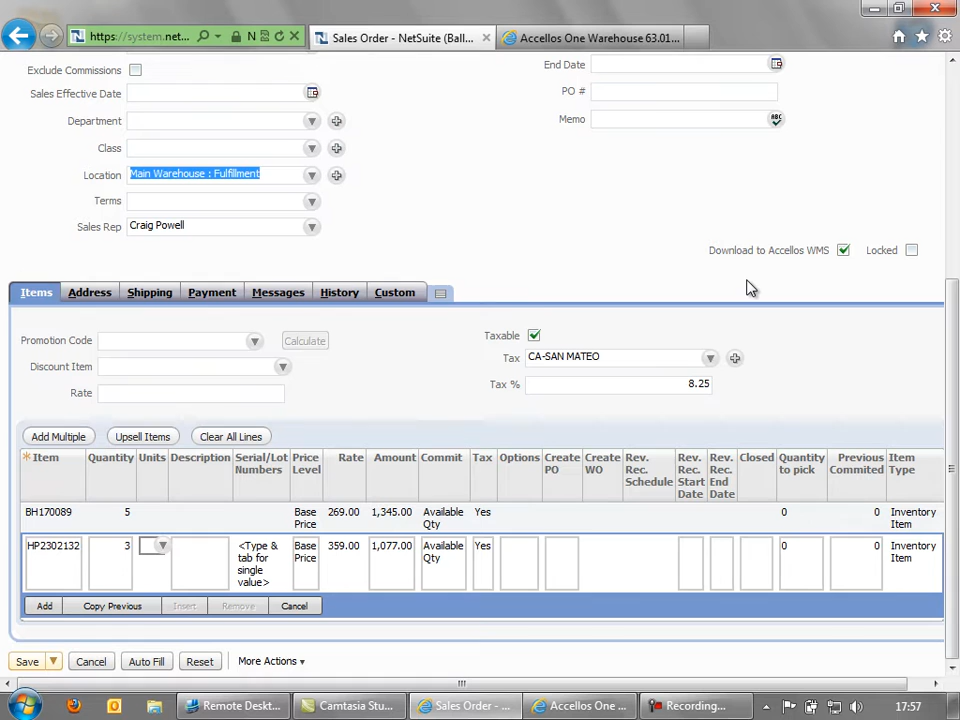 https://system.net...
Sales Order - NetSuite (Ball...
Accellos One Warehouse 63.01...
Exclude Commissions
End Date
Sales Effective Date
PO #
Department
Memo
ABC
Class
Location
Main Warehouse : Fulfillment
Terms
Sales Rep
Craig Powell
Download to Accellos WMS
Locked
Items
Address
Shipping
Payment
Messages
History
Custom
Promotion Code
Calculate
Taxable
Discount Item
Tax
CA-SAN MATEO
Rate
Tax %
8.25
Add Multiple
Upsell Items
Clear All Lines
Item Quantity Units Description Serial/Lot Numbers Price Level Rate Amount Commit Tax Options Create PO Create WO Rev. Rec. Schedule Rev. Rec. Start Date Rev. Rec. End Date Closed Quantity to pick Previous Commited Item Type
BH170089 5 Base Price 269.00 1,345.00 Available Qty Yes 0 0 Inventory Item
HP2302132 3 <Type & tab for single value> Base Price 359.00 1,077.00 Available Qty Yes 0 0 Inventory Item
Add
Copy Previous
Insert
Remove
Cancel
Save
Cancel
Auto Fill
Reset
More Actions
Remote Deskt...
Camtasia Stu...
Sales Order - ...
Accellos One ...
Recording...
17:57